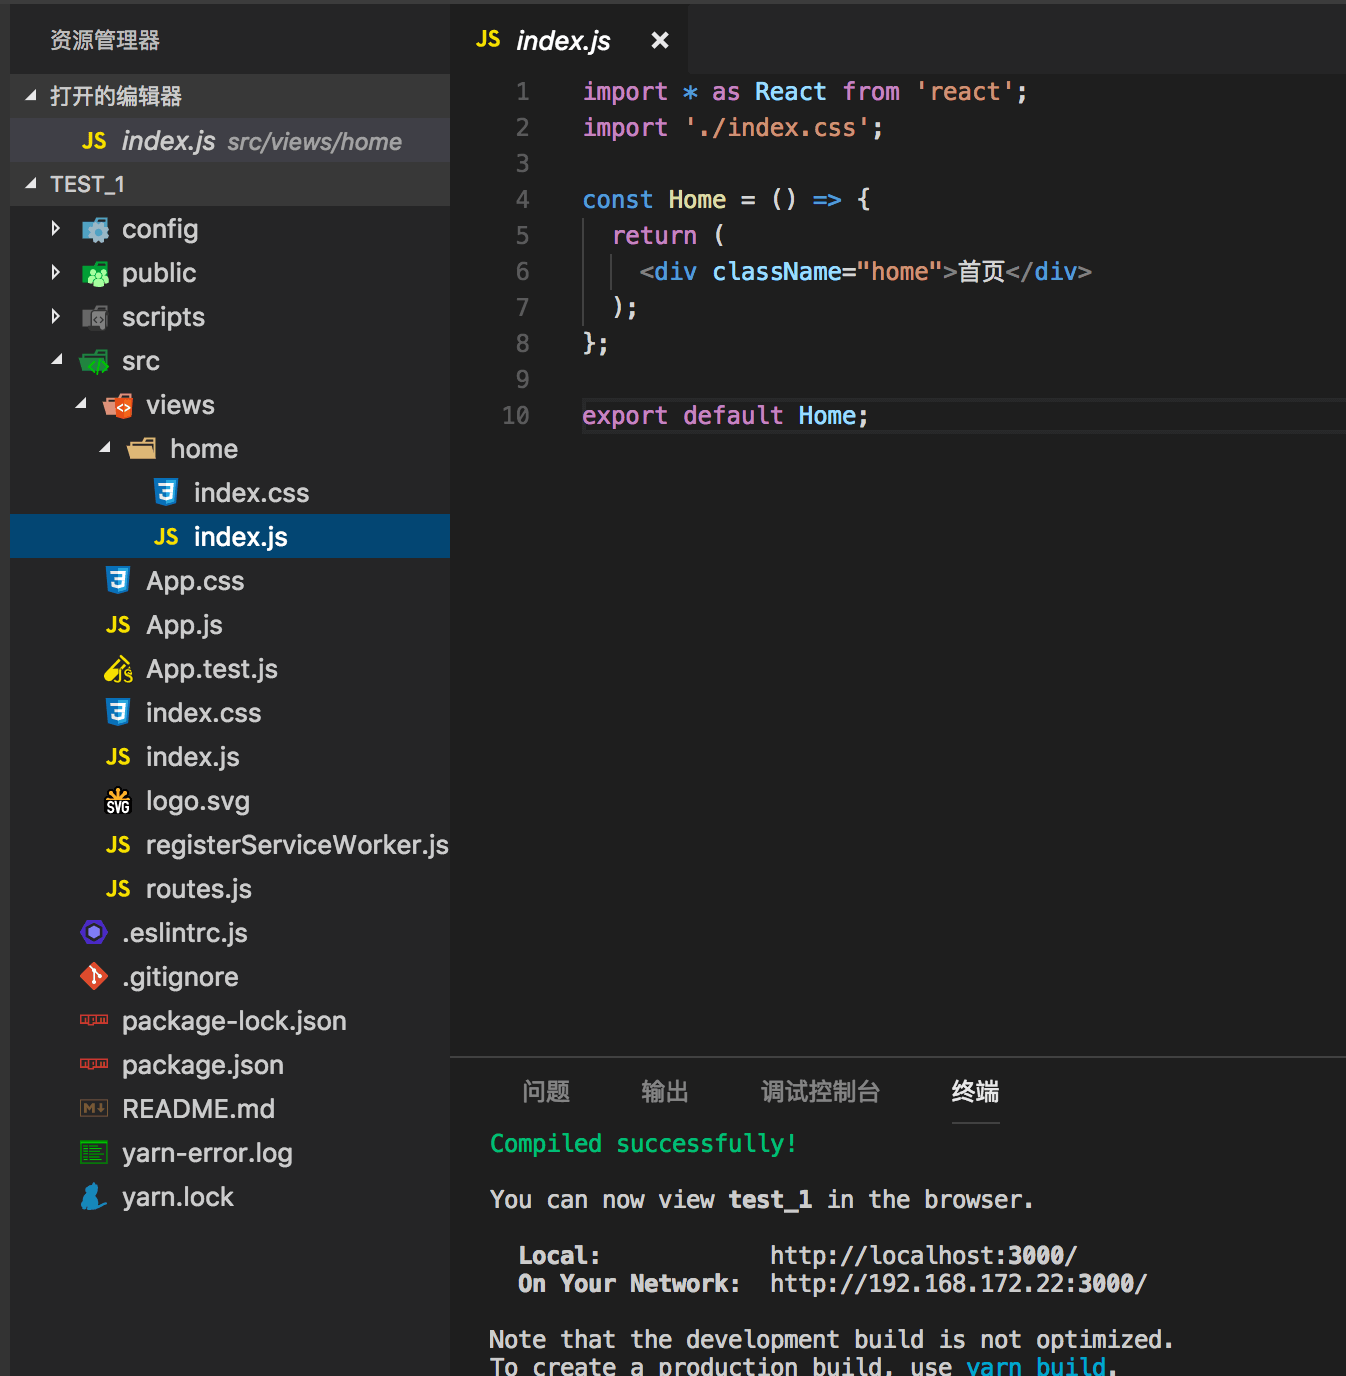 资源管理器
打开的编辑器
JS index.js src/views/home
TEST_1
config
public
scripts
src
views
home
index.css
JS index.js
App.css
JS App.js
App.test.js
index.css
JS index.js
SVG logo.svg
JS registerServiceWorker.js
JS routes.js
.eslintrc.js
.gitignore
package-lock.json
package.json
README.md
yarn-error.log
yarn.lock
JS index.js ×
1 import * as React from 'react';
2 import './index.css';
3
4 const Home = () => {
5 return (
6 <div className="home">首页</div>
7 );
8 };
9
10 export default Home;
问题 输出 调试控制台 终端
Compiled successfully!
You can now view test_1 in the browser.
Local: http://localhost:3000/
On Your Network: http://192.168.172.22:3000/
Note that the development build is not optimized.
To create a production build, use yarn build.